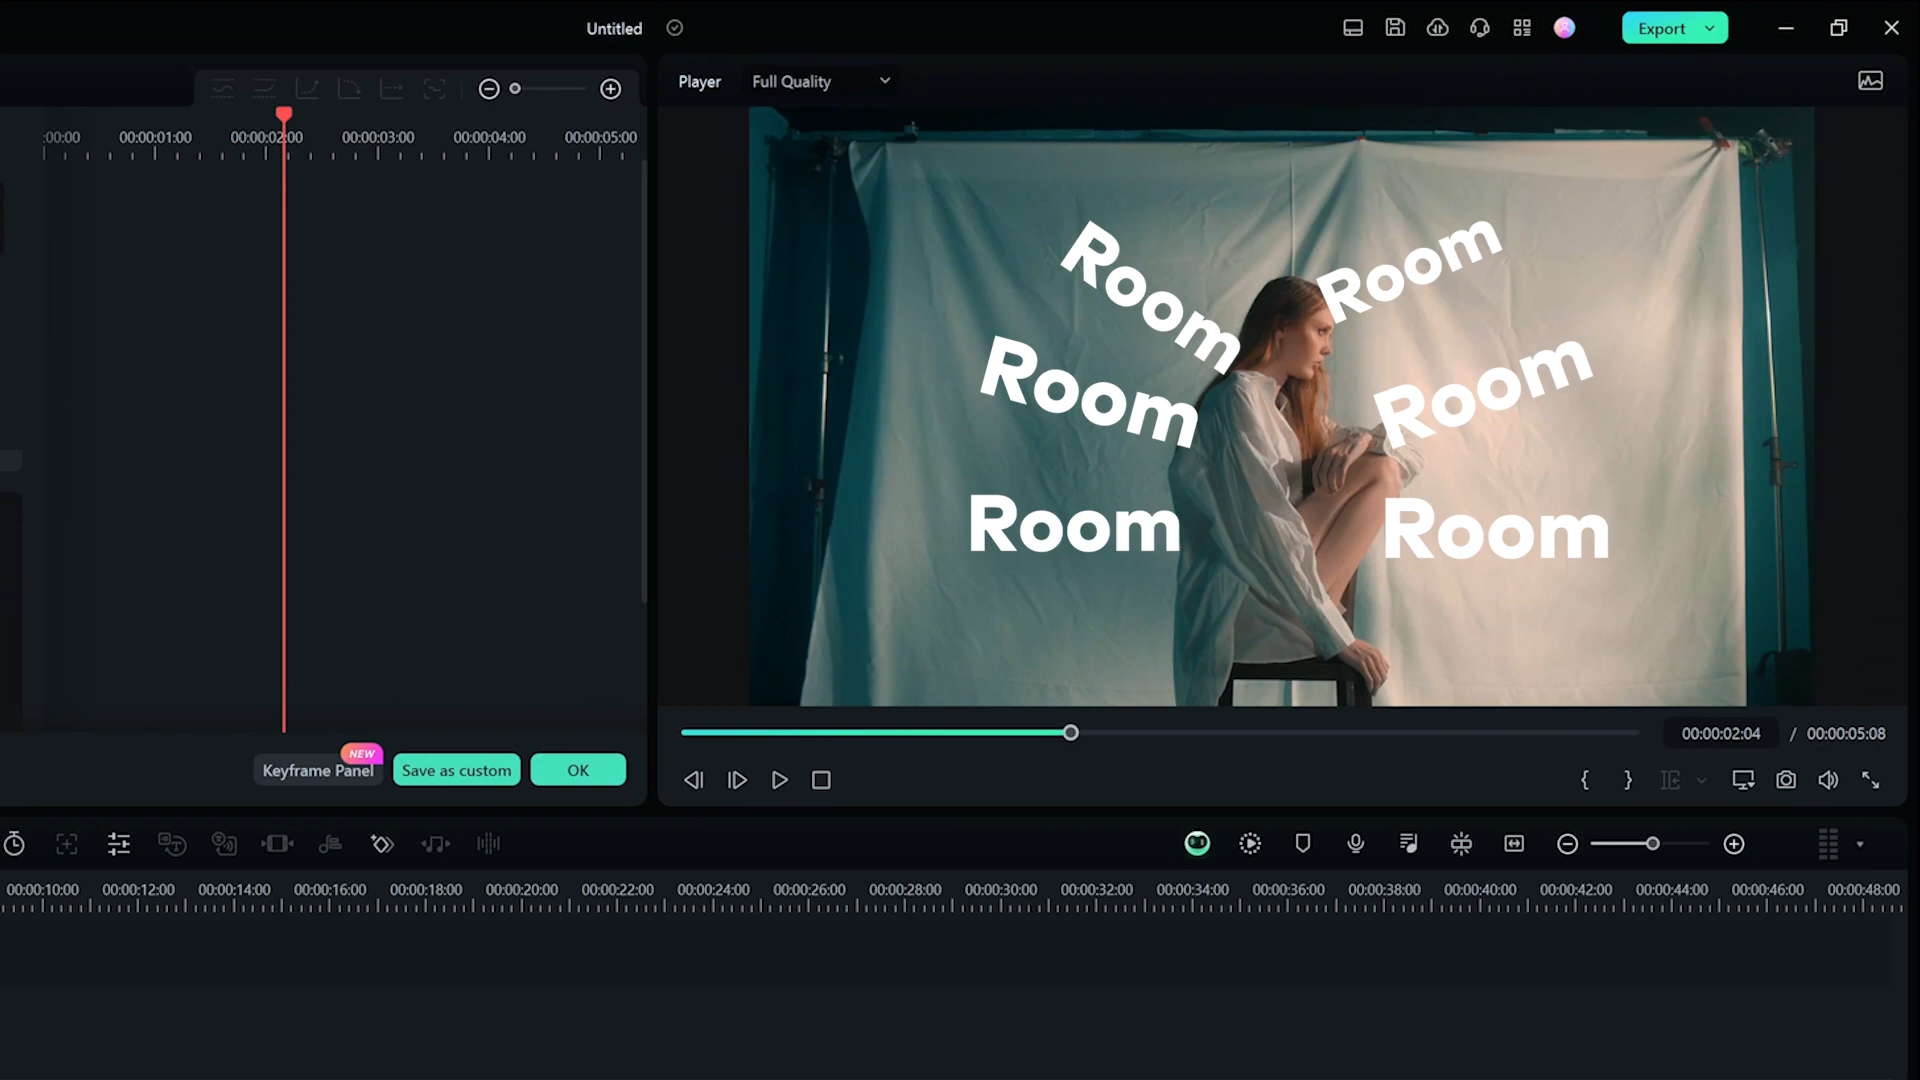 Untitled
Export
Player
Full Quality
:00:00 00:00:01:00 00:00:02:00 00:00:03:00 00:00:04:00 00:00:05:00
Room Room
Room Room
Room Room
NEW
Keyframe Panel Save as custom OK
00:00:02:04 / 00:00:05:08
00:00:10:00 00:00:12:00 00:00:14:00 00:00:16:00 00:00:18:00 00:00:20:00 00:00:22:00 00:00:24:00 00:00:26:00 00:00:28:00 00:00:30:00 00:00:32:00 00:00:34:00 00:00:36:00 00:00:38:00 00:00:40:00 00:00:42:00 00:00:44:00 00:00:46:00 00:00:48:00